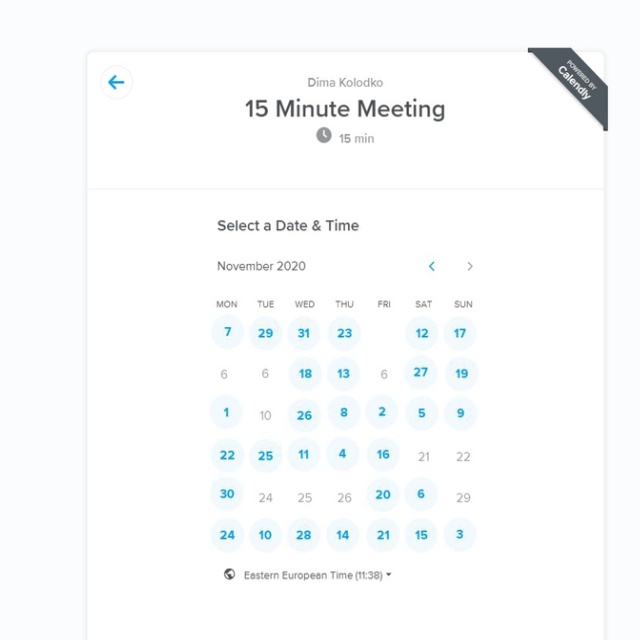 POWERED BY
Calendly
Dima Kolodko
15 Minute Meeting
15 min
Select a Date & Time
November 2020
MON TUE WED THU FRI SAT SUN
7 29 31 23 12 17
6 6 18 13 6 27 19
1 10 26 8 2 5 9
22 25 11 4 16 21 22
30 24 25 26 20 6 29
24 10 28 14 21 15 3
Eastern European Time (11:38)